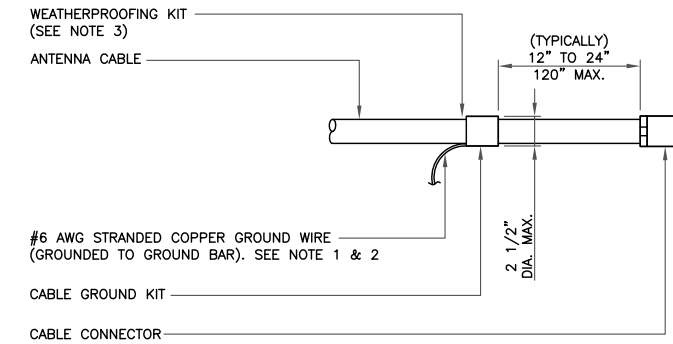 WEATHERPROOFING KIT
(SEE NOTE 3)
ANTENNA CABLE
(TYPICALLY)
12" TO 24"
120" MAX.
2 1/2"
DIA. MAX.
#6 AWG STRANDED COPPER GROUND WIRE
(GROUNDED TO GROUND BAR). SEE NOTE 1 & 2
CABLE GROUND KIT
CABLE CONNECTOR